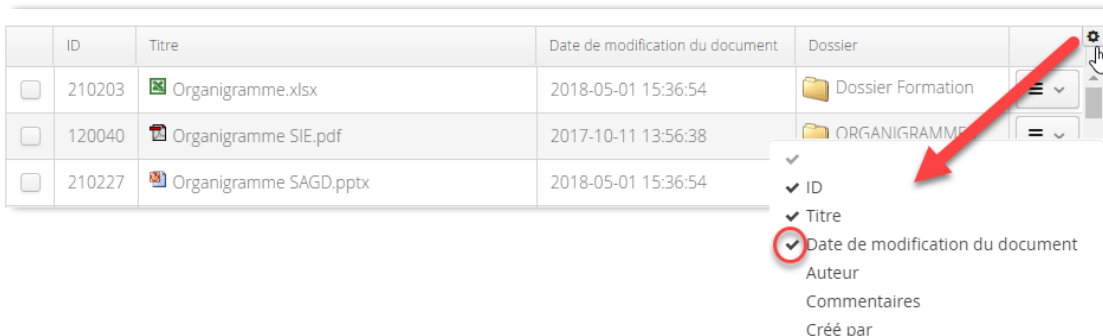 ID Titre Date de modification du document Dossier
210203 Organigramme.xlsx 2018-05-01 15:36:54 Dossier Formation
120040 Organigramme SIE.pdf 2017-10-11 13:56:38 ORGANIGRAMME
210227 Organigramme SAGD.pptx 2018-05-01 15:36:54
ID
Titre
Date de modification du document
Auteur
Commentaires
Créé par